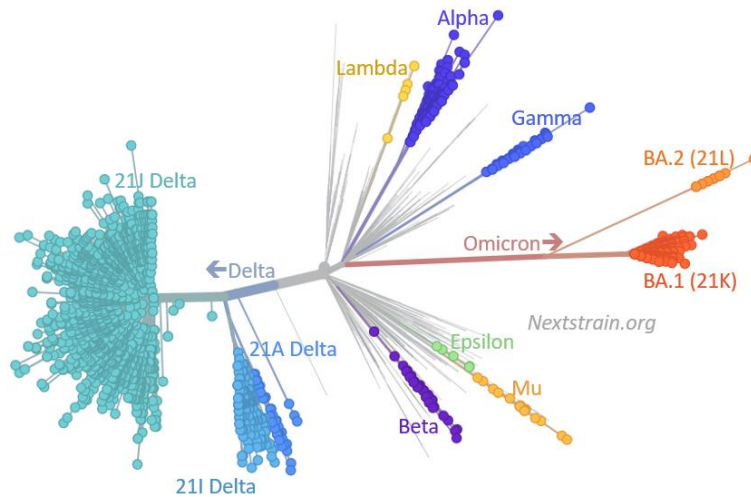 Alpha
Lambda
Gamma
BA.2 (21L)
21J Delta
Omicron→
←Delta
BA.1 (21K)
Nextstrain.org
Epsilon
21A Delta
Mu
Beta
21I Delta